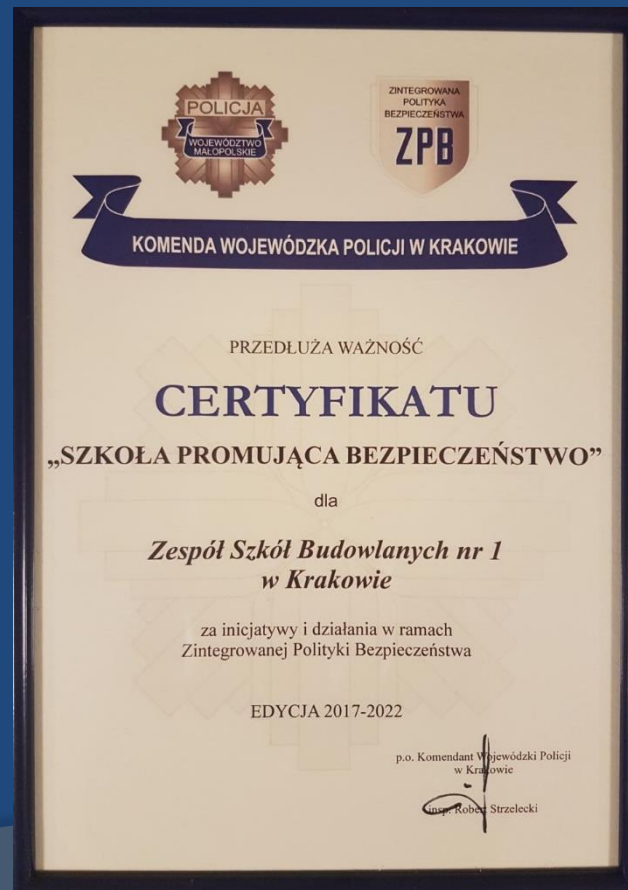 POLICJA
WOJEWÓDZTWO
MAŁOPOLSKIE
ZINTEGROWANA
POLITYKA
BEZPIECZEŃSTWA
ZPB
KOMENDA WOJEWÓDZKA POLICJI W KRAKOWIE
PRZEDŁUŻA WAŻNOŚĆ
CERTYFIKATU
„SZKOŁA PROMUJĄCA BEZPIECZEŃSTWO”
dla
Zespół Szkół Budowlanych nr 1
w Krakowie
za inicjatywy i działania w ramach
Zintegrowanej Polityki Bezpieczeństwa
EDYCJA 2017-2022
p.o. Komendant Wojewódzki Policji
w Krakowie
insp. Robert Strzelecki